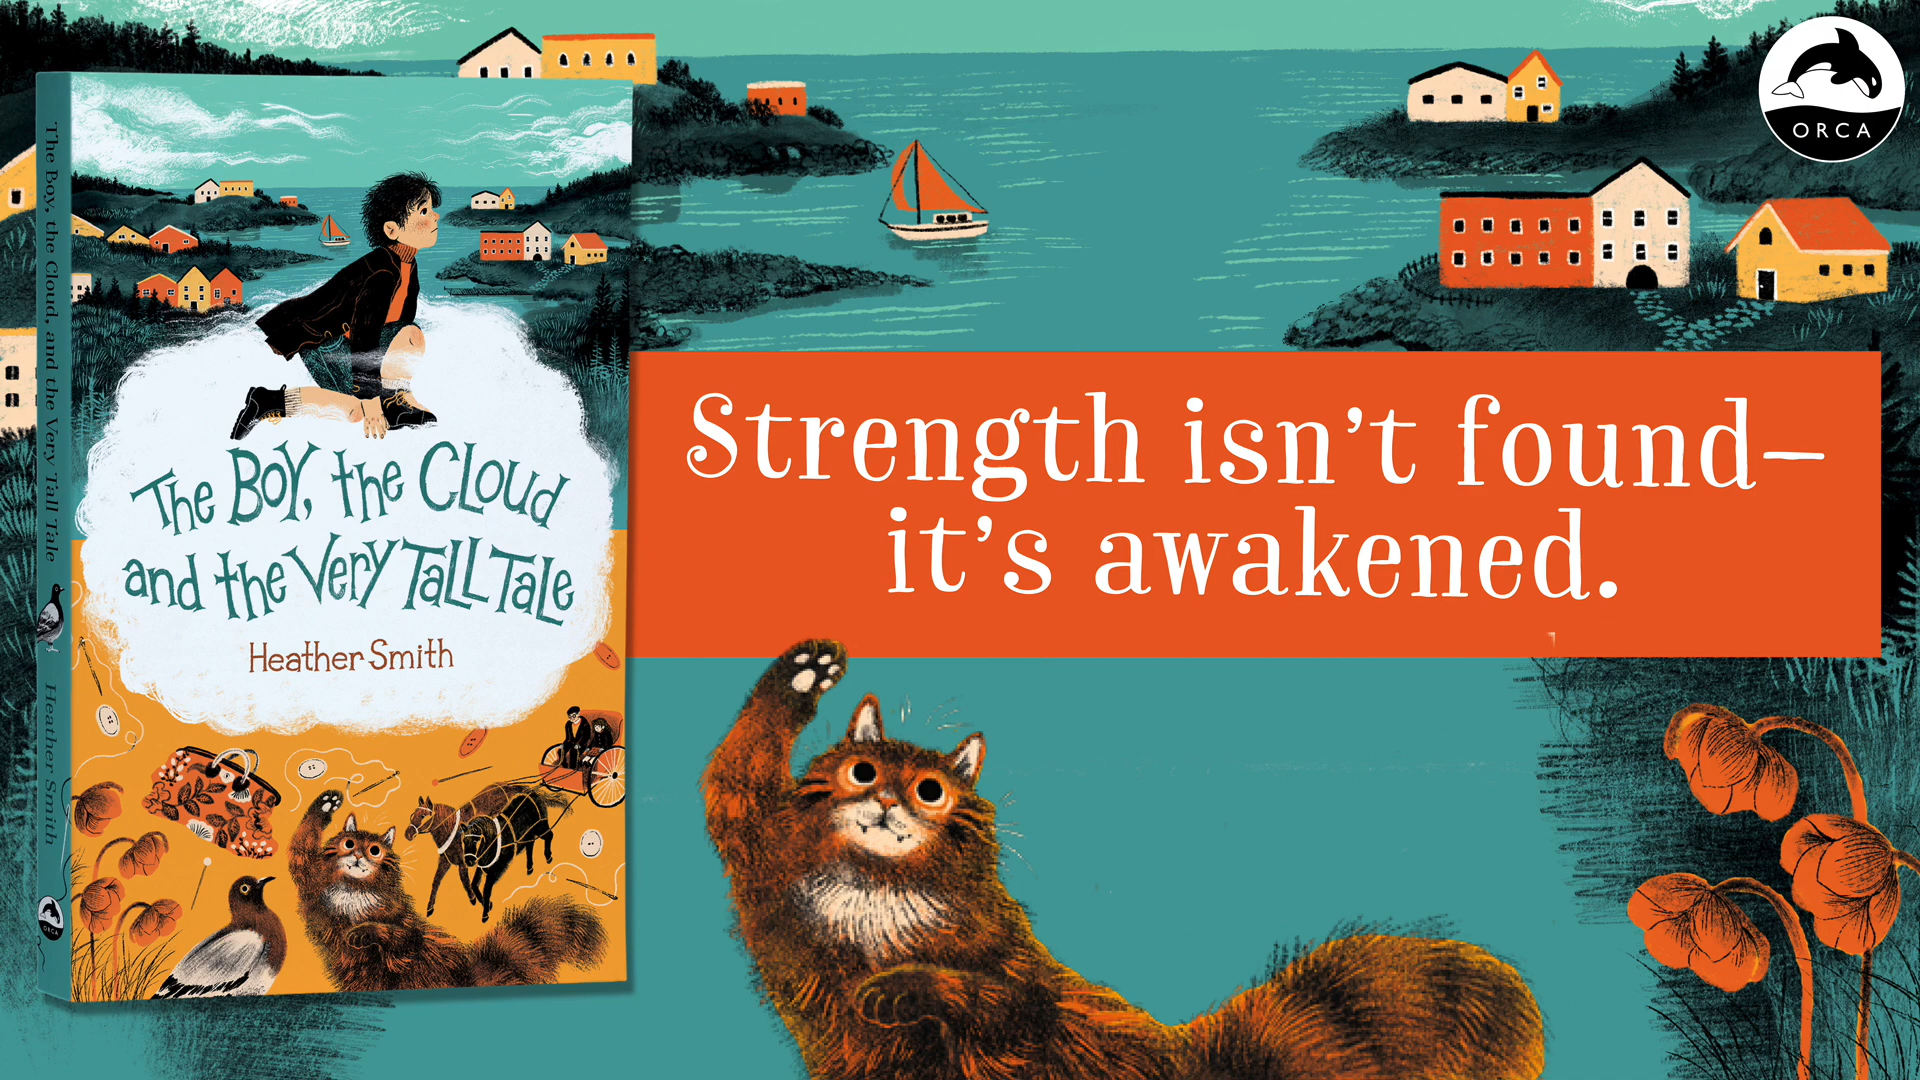 The Boy, the Cloud, and the Very Tall Tale
Heather Smith
ORCA
The Boy, the Cloud
and the Very Tall Tale
Heather Smith
Strength isn't found—
it's awakened.
ORCA